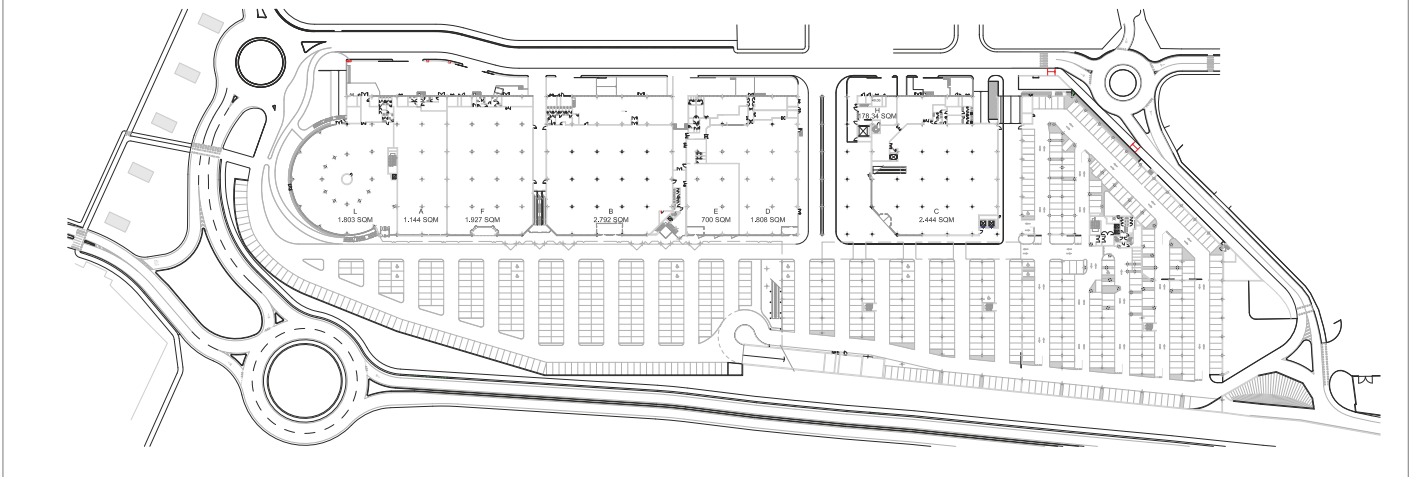 H
178.34 SQM
L
1.803 SQM
A
1.144 SQM
F
1.927 SQM
B
2.792 SQM
E
700 SQM
D
1.808 SQM
C
2.444 SQM